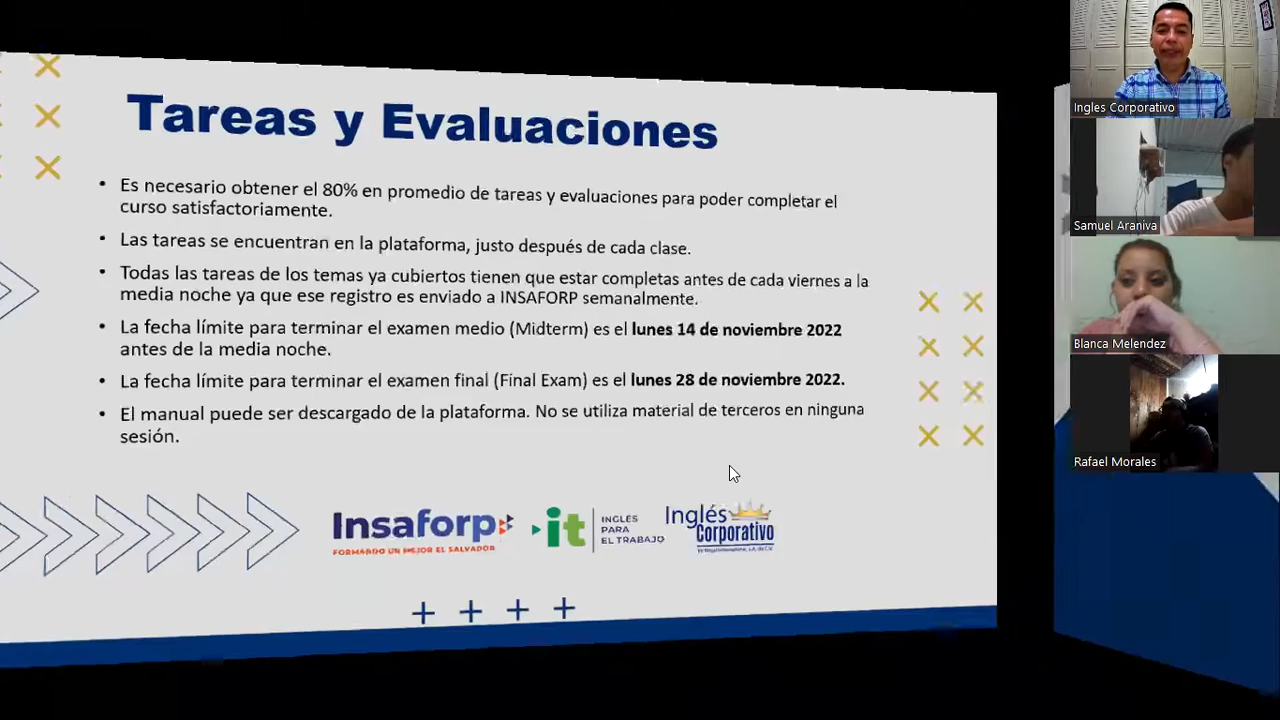 Tareas y Evaluaciones
• Es necesario obtener el 80% en promedio de tareas y evaluaciones para poder completar el
curso satisfactoriamente.
• Las tareas se encuentran en la plataforma, justo después de cada clase.
• Todas las tareas de los temas ya cubiertos tienen que estar completas antes de cada viernes a la
media noche ya que ese registro es enviado a INSAFORP semanalmente.
• La fecha límite para terminar el examen medio (Midterm) es el lunes 14 de noviembre 2022
antes de la media noche.
• La fecha límite para terminar el examen final (Final Exam) es el lunes 28 de noviembre 2022.
• El manual puede ser descargado de la plataforma. No se utiliza material de terceros en ninguna
sesión.
Insaforp
FORMANDO UN MEJOR EL SALVADOR
it
INGLÉS
PARA
EL TRABAJO
Inglés
Corporativo
Ingles Corporativo
Samuel Araniva
Blanca Melendez
Rafael Morales